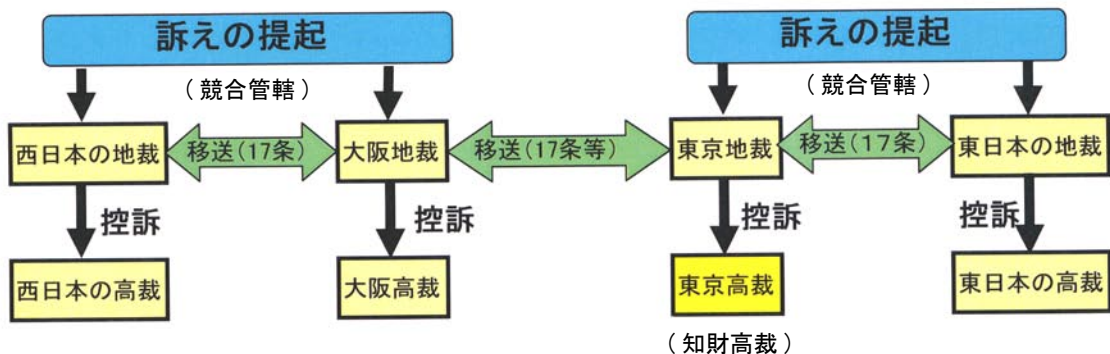 訴えの提起
訴えの提起
(競合管轄)
(競合管轄)
西日本の地裁
移送(17条)
大阪地裁
移送(17条等)
東京地裁
移送(17条)
東日本の地裁
控訴
控訴
控訴
控訴
西日本の高裁
大阪高裁
東京高裁
東日本の高裁
(知財高裁)